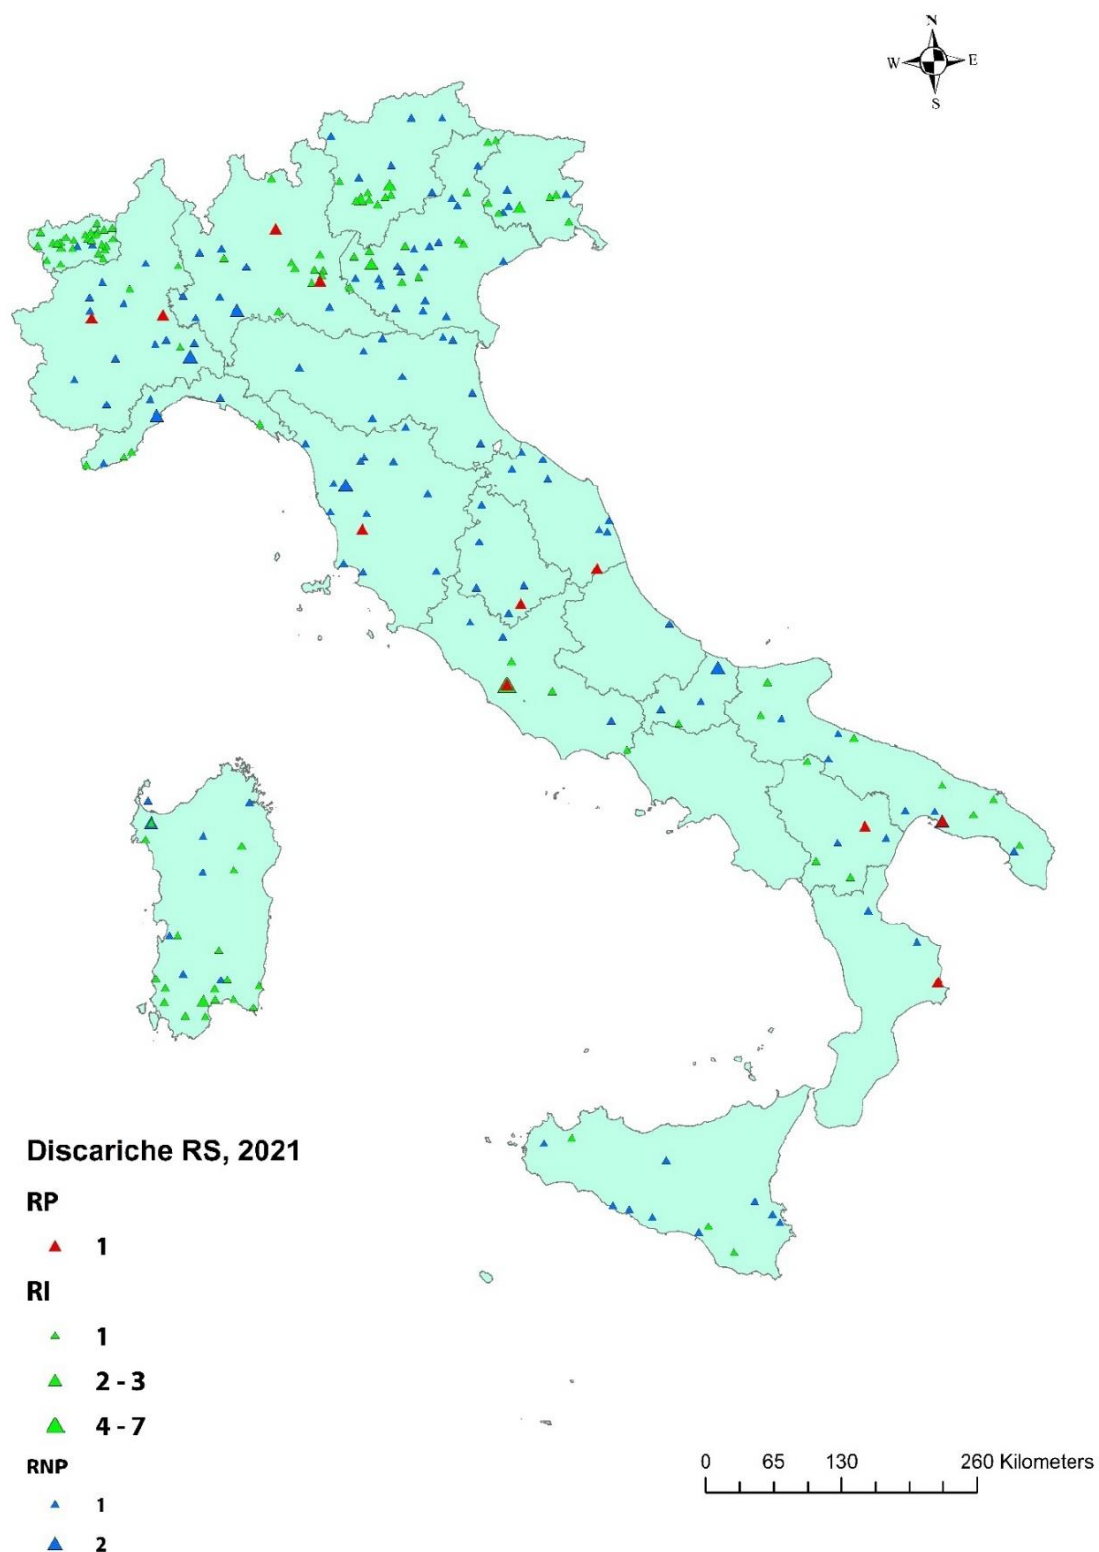 N
W E
S
Discariche RS, 2021
RP
1
RI
1
2 - 3
4 - 7
RNP
1
2
0 65 130 260 Kilometers